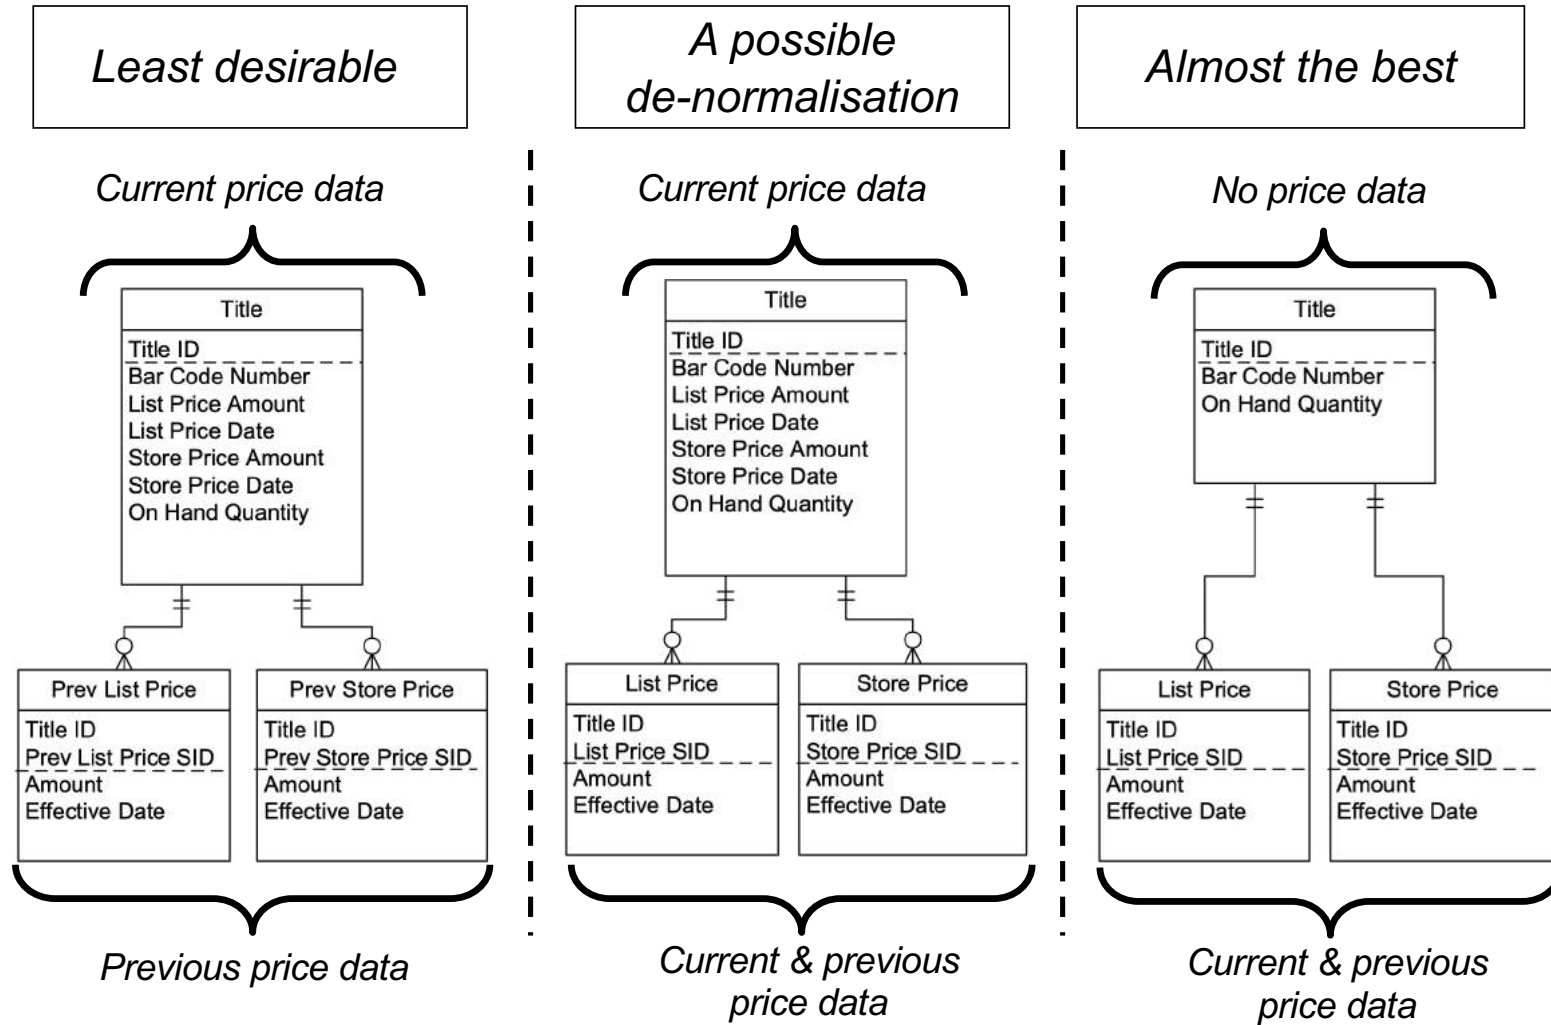 Least desirable
Current price data
Title
Title ID
Bar Code Number
List Price Amount
List Price Date
Store Price Amount
Store Price Date
On Hand Quantity
Prev List Price
Title ID
Prev List Price SID
Amount
Effective Date
Prev Store Price
Title ID
Prev Store Price SID
Amount
Effective Date
Previous price data
A possible
de-normalisation
Current price data
Title
Title ID
Bar Code Number
List Price Amount
List Price Date
Store Price Amount
Store Price Date
On Hand Quantity
List Price
Title ID
List Price SID
Amount
Effective Date
Store Price
Title ID
Store Price SID
Amount
Effective Date
Current & previous
price data
Almost the best
No price data
Title
Title ID
Bar Code Number
On Hand Quantity
List Price
Title ID
List Price SID
Amount
Effective Date
Store Price
Title ID
Store Price SID
Amount
Effective Date
Current & previous
price data